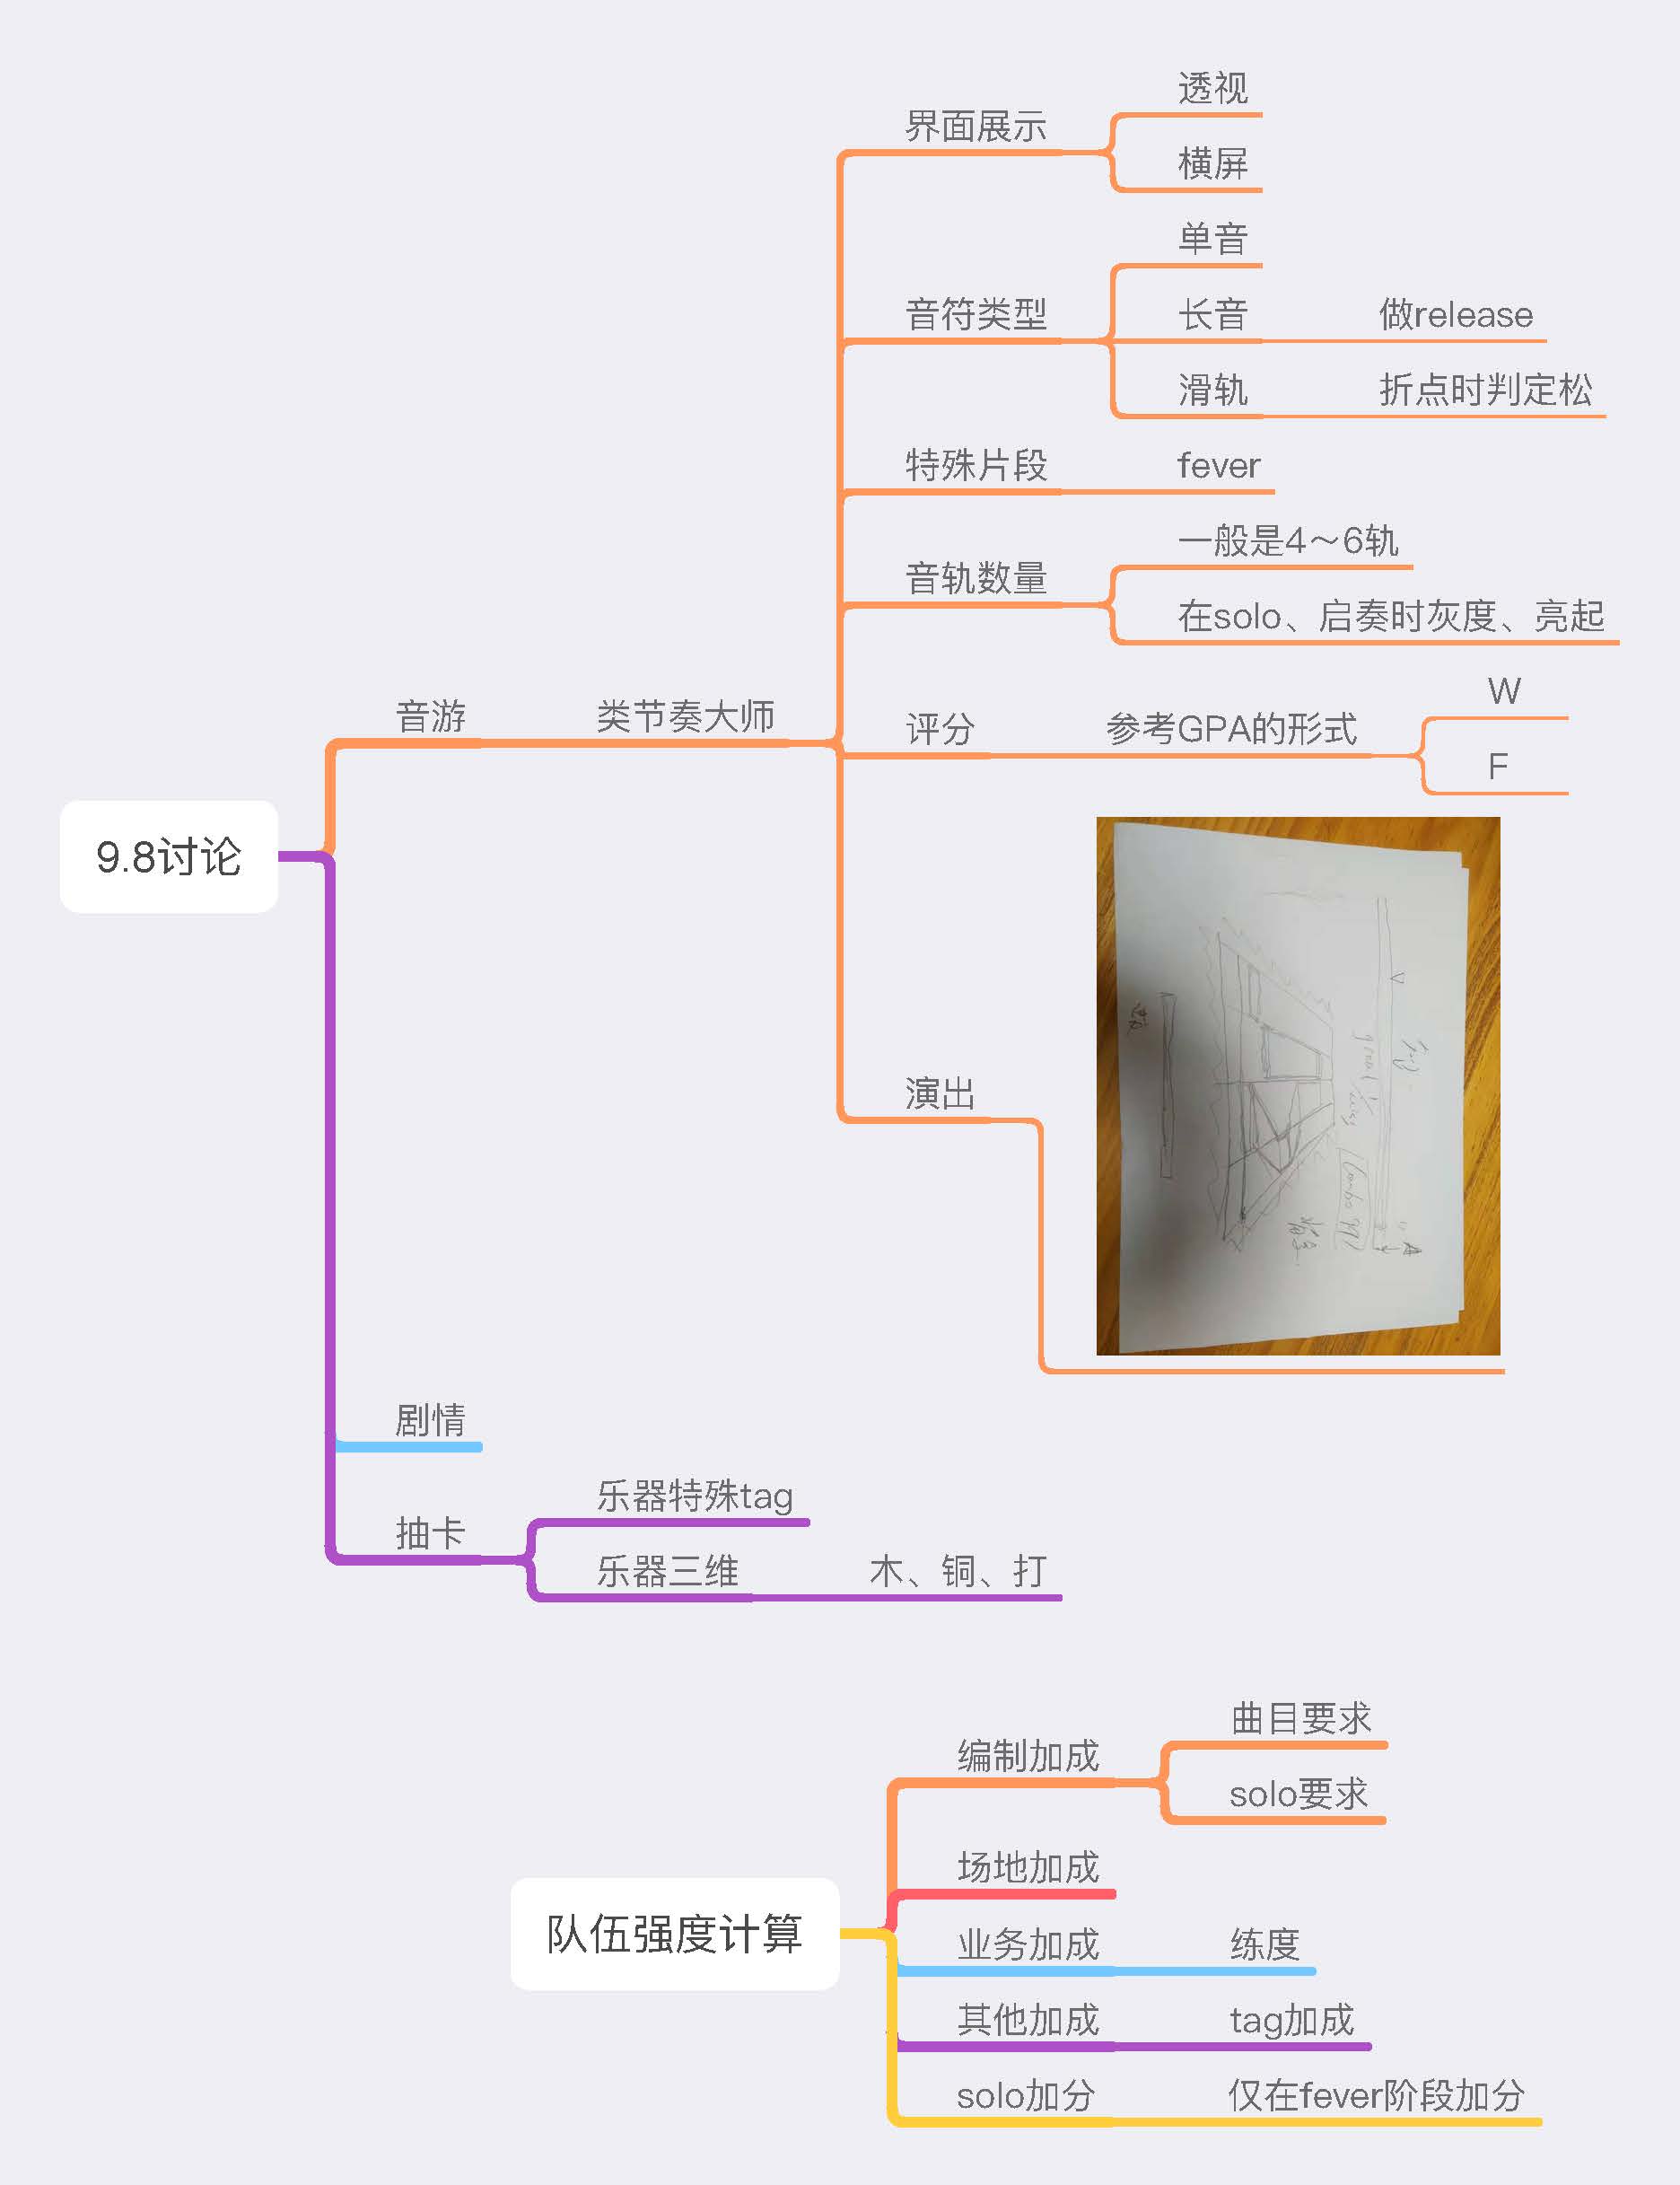 9.8讨论
音游
类节奏大师
界面展示
透视
横屏
音符类型
单音
长音
做release
滑轨
折点时判定松
特殊片段
fever
音轨数量
一般是4～6轨
在solo、启奏时灰度、亮起
评分
参考GPA的形式
W
F
演出
good/miss
剧情
抽卡
乐器特殊tag
乐器三维
木、铜、打
队伍强度计算
编制加成
曲目要求
solo要求
场地加成
业务加成
练度
其他加成
tag加成
solo加分
仅在fever阶段加分